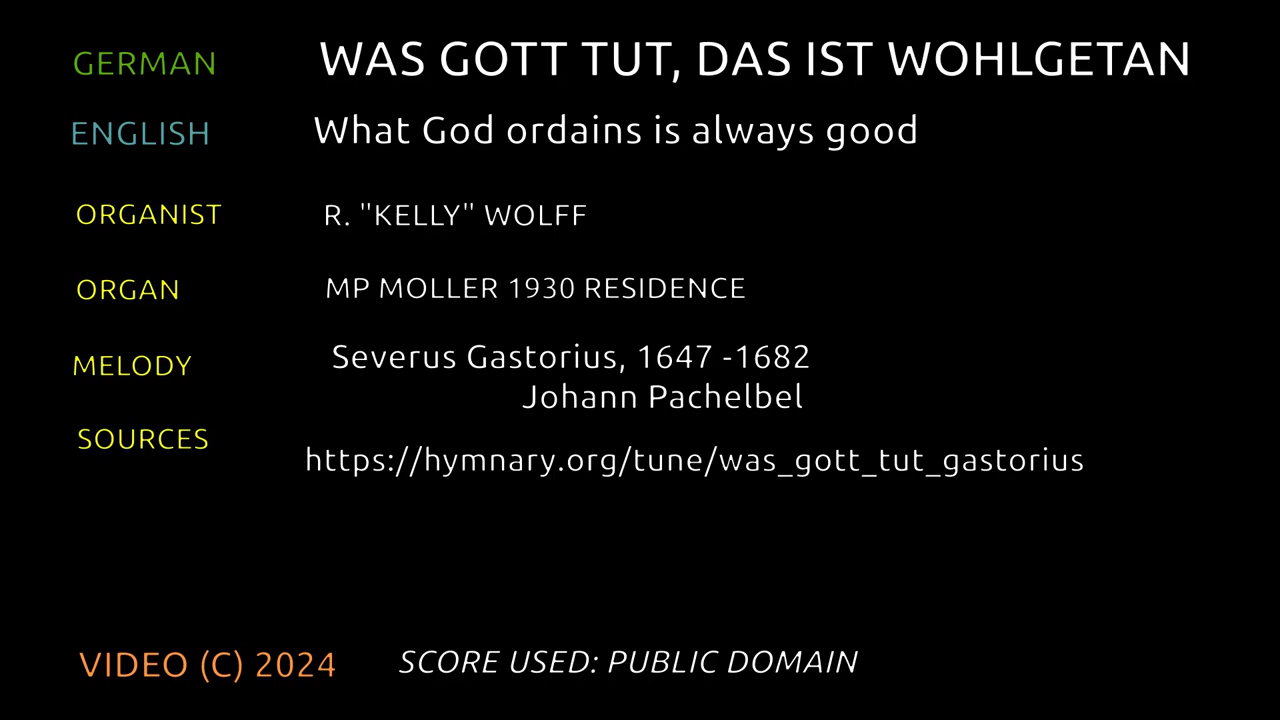 GERMAN WAS GOTT TUT, DAS IST WOHLGETAN
ENGLISH What God ordains is always good
ORGANIST R. "KELLY" WOLFF
ORGAN MP MOLLER 1930 RESIDENCE
MELODY Severus Gastorius, 1647 -1682
Johann Pachelbel
SOURCES https://hymnary.org/tune/was_gott_tut_gastorius
VIDEO (C) 2024 SCORE USED: PUBLIC DOMAIN